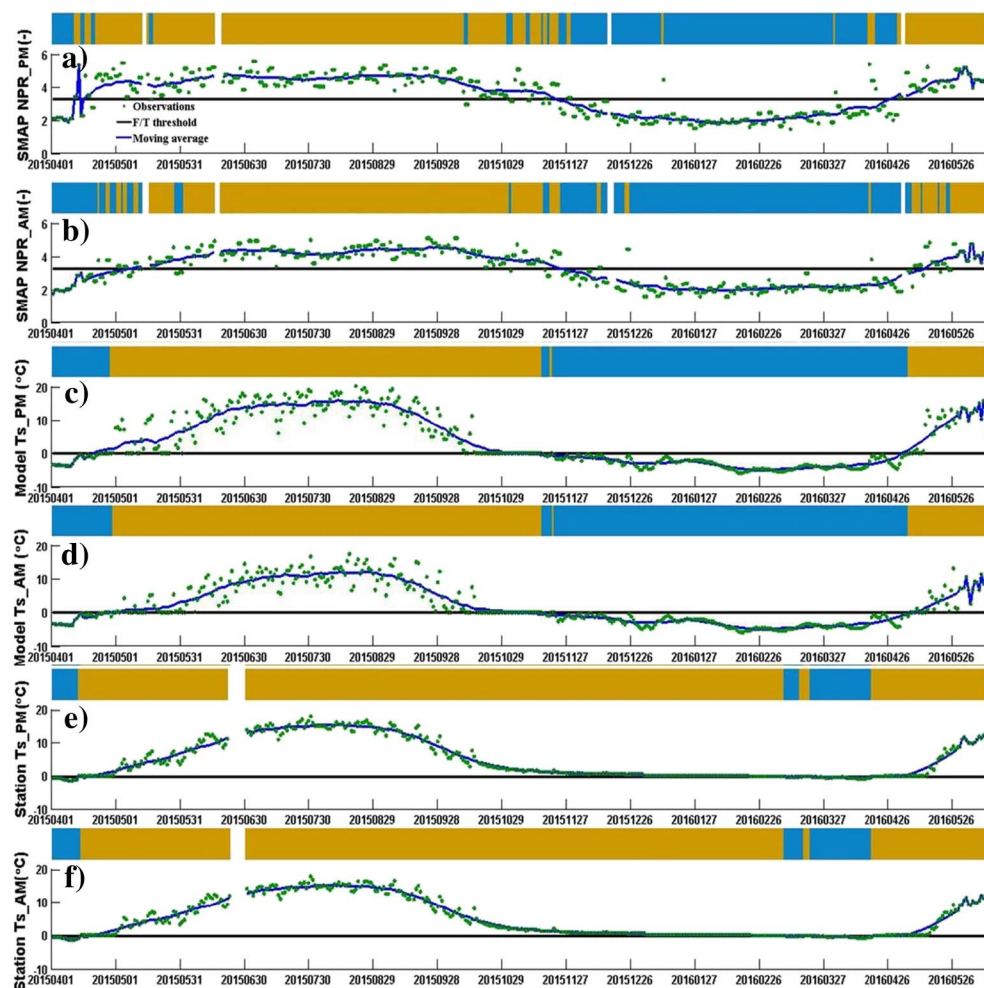 a)
SMAP NPR_PM(-)
6
4
2
0
Observations
F/T threshold
Moving average
20150401 20150501 20150531 20150630 20150730 20150829 20150928 20151029 20151127 20151226 20160127 20160226 20160327 20160426 20160526
b)
SMAP NPR_AM(-)
6
4
2
0
20150401 20150501 20150531 20150630 20150730 20150829 20150928 20151029 20151127 20151226 20160127 20160226 20160327 20160426 20160526
c)
Model Ts_PM (°C)
20
10
0
-10
20150401 20150501 20150531 20150630 20150730 20150829 20150928 20151029 20151127 20151226 20160127 20160226 20160327 20160426 20160526
d)
Model Ts_AM (°C)
20
10
0
-10
20150401 20150501 20150531 20150630 20150730 20150829 20150928 20151029 20151127 20151226 20160127 20160226 20160327 20160426 20160526
e)
Station Ts_PM(°C)
20
10
0
-10
20150401 20150501 20150531 20150630 20150730 20150829 20150928 20151029 20151127 20151226 20160127 20160226 20160327 20160426 20160526
f)
Station Ts_AM(°C)
20
10
0
-10
20150401 20150501 20150531 20150630 20150730 20150829 20150928 20151029 20151127 20151226 20160127 20160226 20160327 20160426 20160526